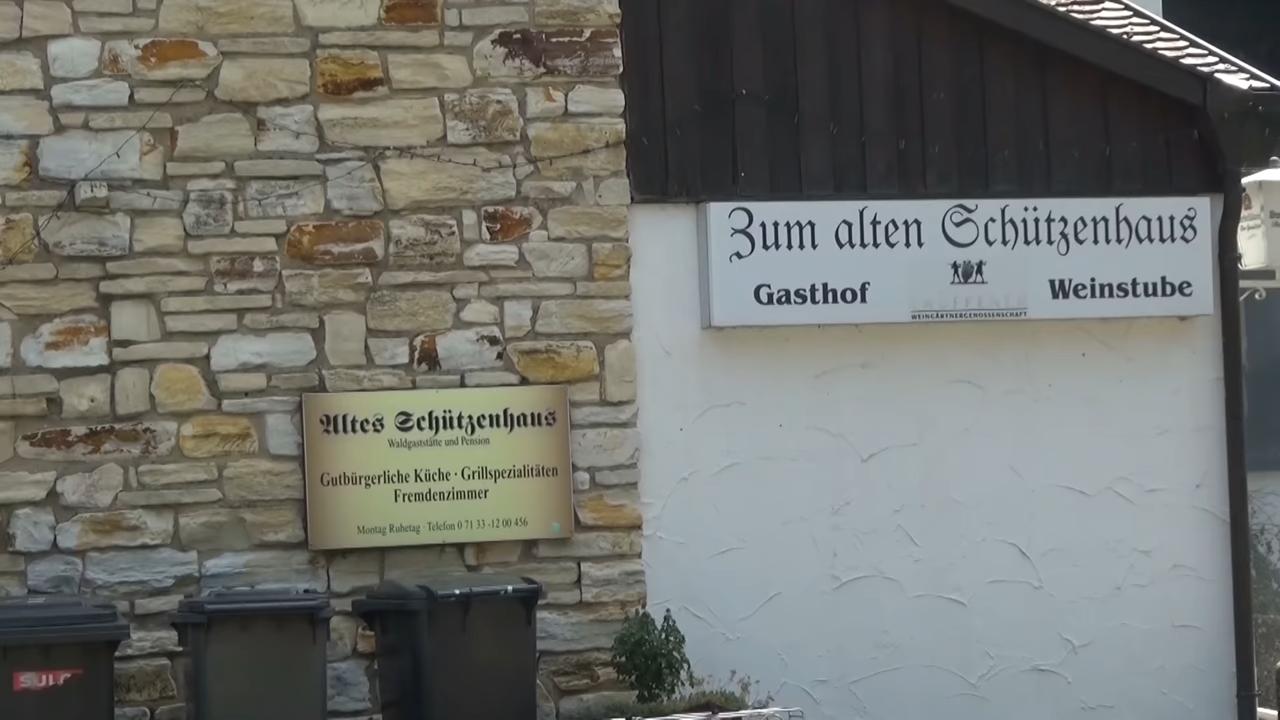 Zum alten Schützenhaus
Gasthof
Weinstube
WEINGÄRTNERGENOSSENSCHAFT
Altes Schützenhaus
Waldgaststätte und Pension
Gutbürgerliche Küche · Grillspezialitäten
Fremdenzimmer
Montag Ruhetag · Telefon 0 71 33 -12 00 456